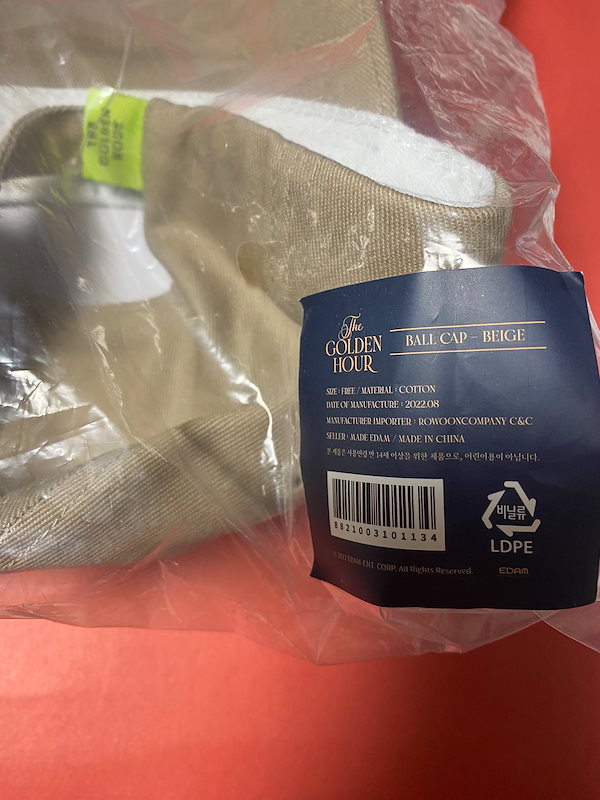 THE
GOLDEN
HOUR
The
GOLDEN
HOUR
BALL CAP - BEIGE
SIZE : FREE / MATERIAL : COTTON
DATE OF MANUFACTURE : 2022.08
MANUFACTURER IMPORTER : ROWOONCOMPANY C&C
SELLER : MADE EDAM / MADE IN CHINA
본 제품은 사용연령 만 14세 이상을 위한 제품으로, 어린이용이 아닙니다.
8821003101134
비닐류
LDPE
© 2022 EDAM ENT. CORP. All Rights Reserved.
EDAM